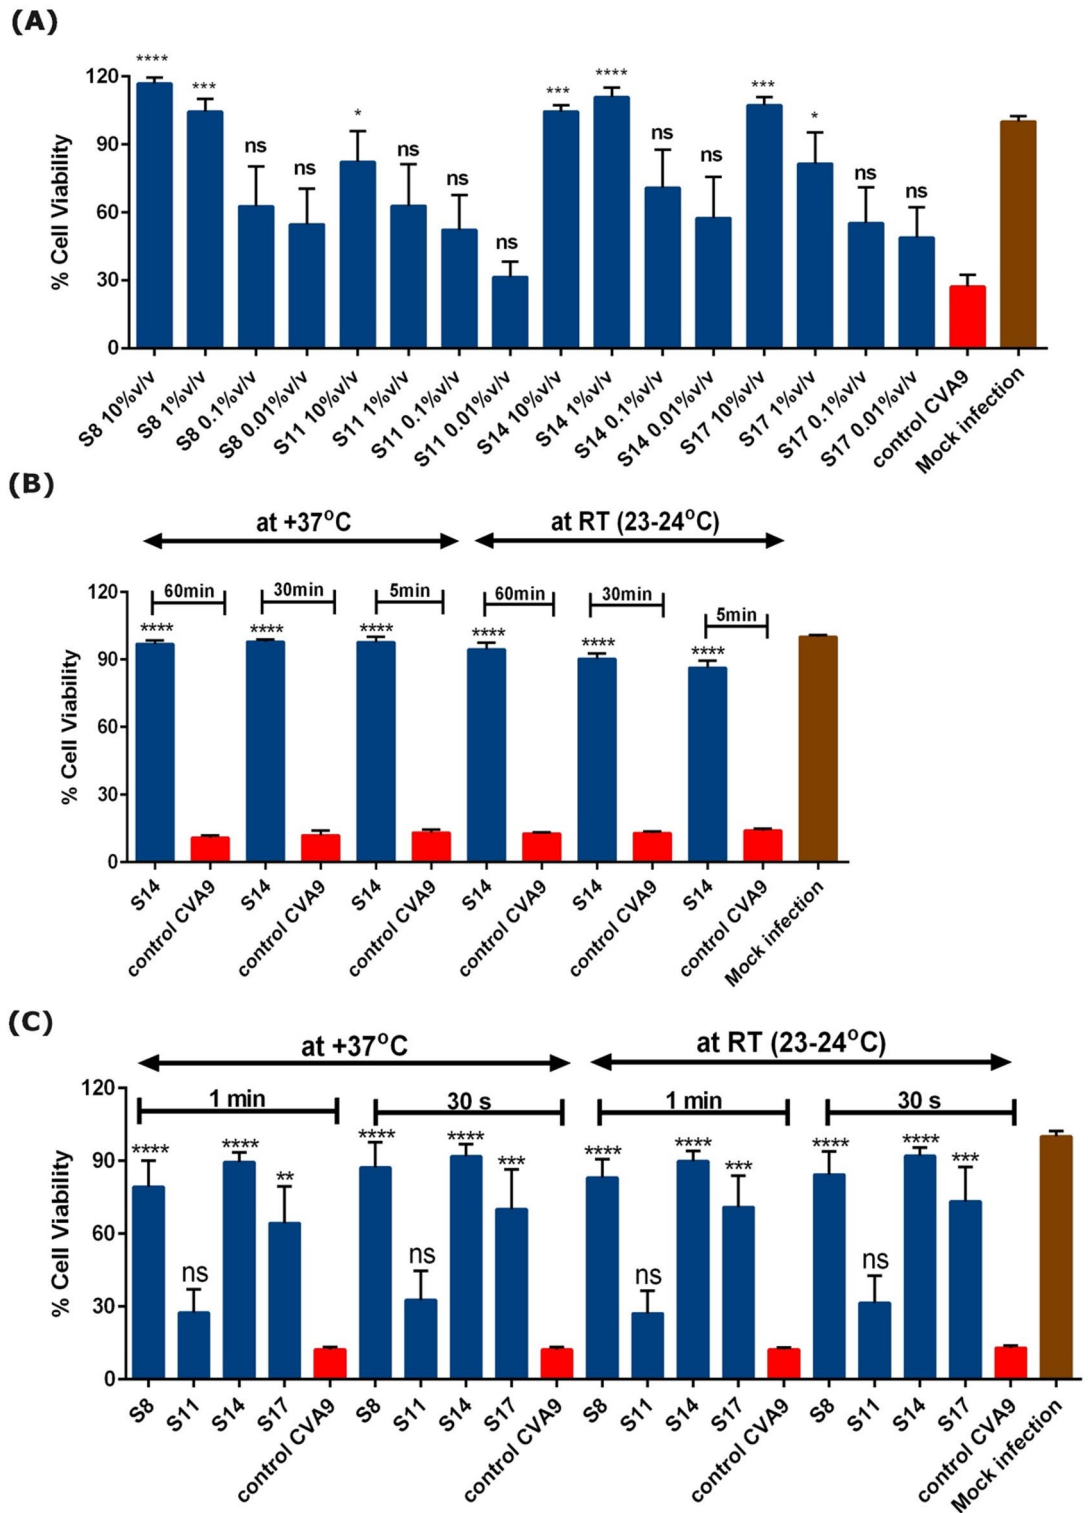 (A)
**** *** ns ns * ns ns ns *** **** ns ns *** * ns ns
% Cell Viability
120
90
60
30
0
S8 10%v/v
S8 1%v/v
S8 0.1%v/v
S8 0.01%v/v
S11 10%v/v
S11 1%v/v
S11 0.1%v/v
S11 0.01%v/v
S14 10%v/v
S14 1%v/v
S14 0.1%v/v
S14 0.01%v/v
S17 10%v/v
S17 1%v/v
S17 0.1%v/v
S17 0.01%v/v
control CVA9
Mock infection
(B)
at +37°C at RT (23-24°C)
60min 30min 5min 60min 30min 5min
**** **** **** **** **** ****
% Cell Viability
120
90
60
30
0
S14
control CVA9
S14
control CVA9
S14
control CVA9
S14
control CVA9
S14
control CVA9
S14
control CVA9
Mock infection
(C)
at +37°C at RT (23-24°C)
1 min 30 s 1 min 30 s
**** ns **** ** **** ns **** *** **** ns **** *** **** ns **** ***
% Cell Viability
120
90
60
30
0
S8
S11
S14
S17
control CVA9
S8
S11
S14
S17
control CVA9
S8
S11
S14
S17
control CVA9
S8
S11
S14
S17
control CVA9
Mock infection